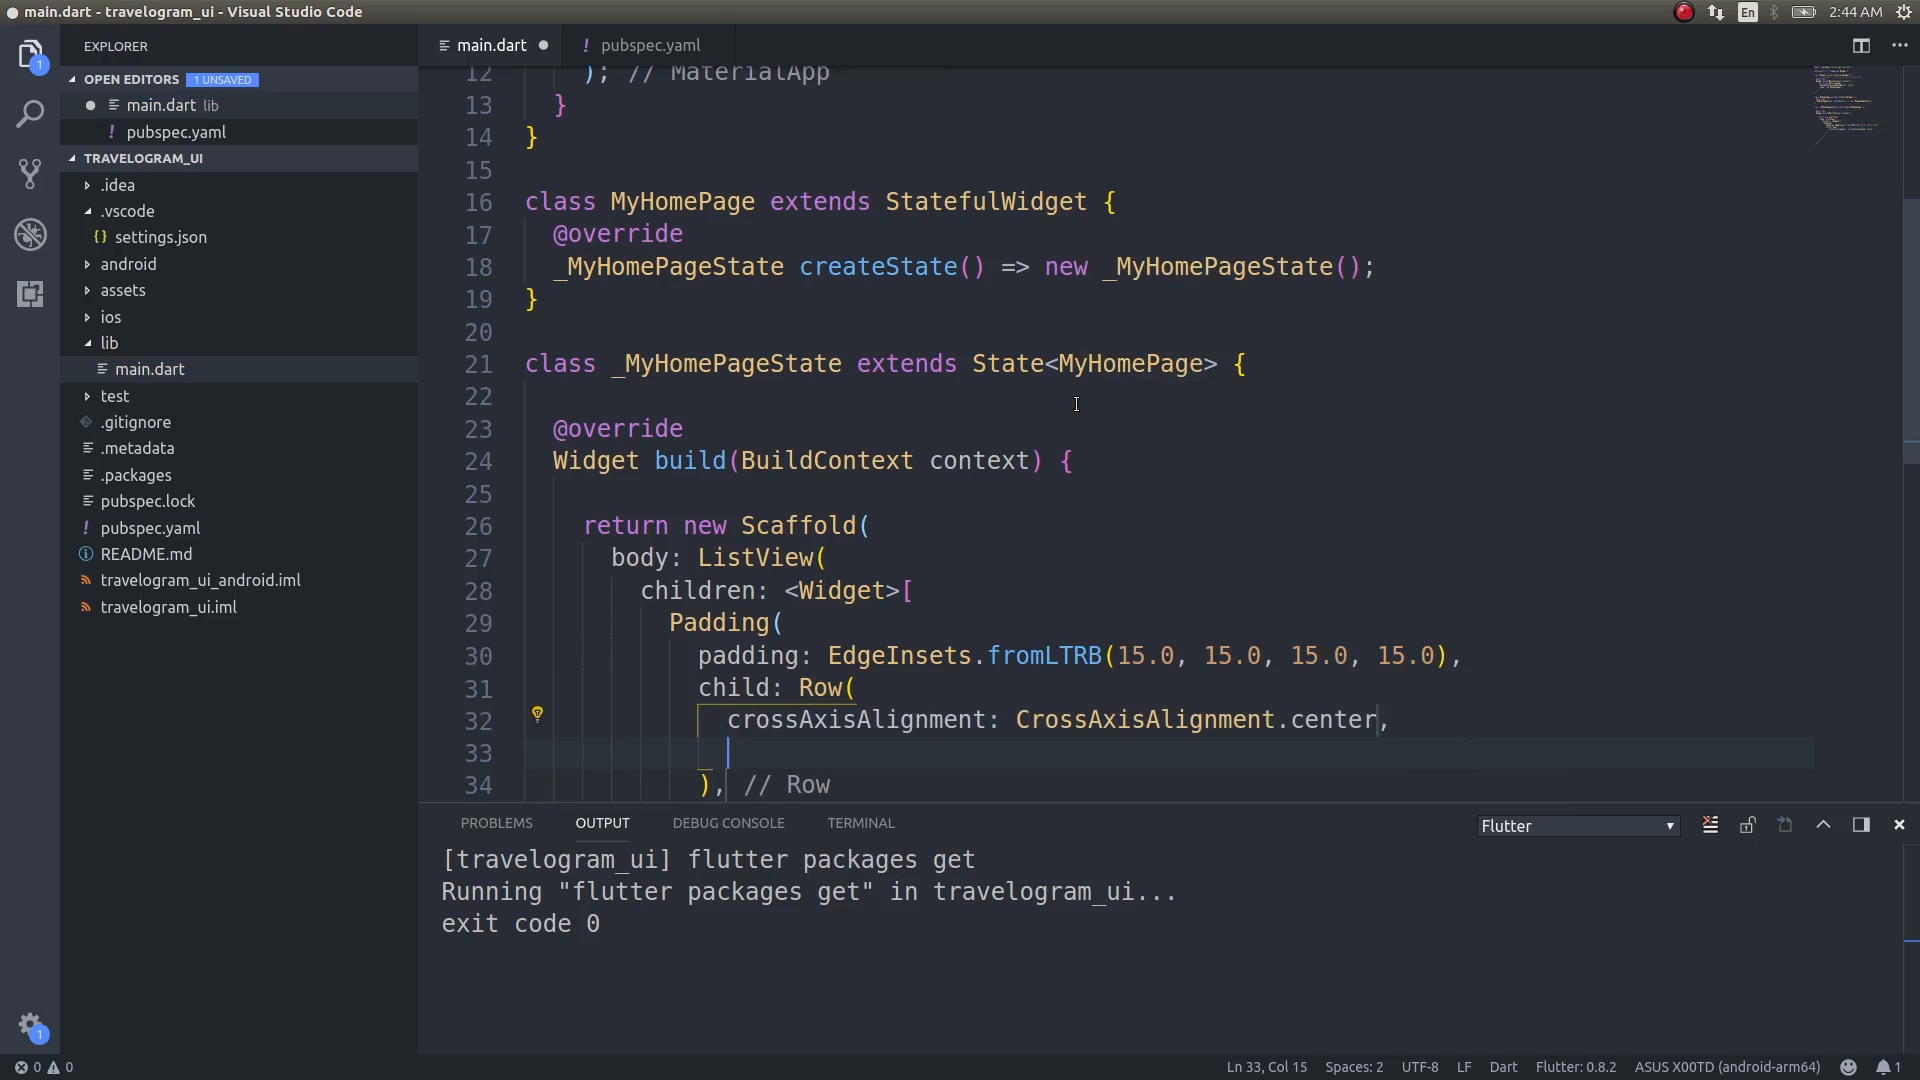 main.dart - travelogram_ui - Visual Studio Code
En
2:44 AM
1
EXPLORER
OPEN EDITORS 1 UNSAVED
main.dart lib
pubspec.yaml
TRAVELOGRAM_UI
.idea
.vscode
{} settings.json
android
assets
ios
lib
main.dart
test
.gitignore
.metadata
.packages
pubspec.lock
! pubspec.yaml
README.md
travelogram_ui_android.iml
travelogram_ui.iml
1
main.dart
! pubspec.yaml
12 ); // MaterialApp
13 }
14 }
15
16 class MyHomePage extends StatefulWidget {
17 @override
18 _MyHomePageState createState() => new _MyHomePageState();
19 }
20
21 class _MyHomePageState extends State<MyHomePage> {
22
23 @override
24 Widget build(BuildContext context) {
25
26 return new Scaffold(
27 body: ListView(
28 children: <Widget>[
29 Padding(
30 padding: EdgeInsets.fromLTRB(15.0, 15.0, 15.0, 15.0),
31 child: Row(
32 crossAxisAlignment: CrossAxisAlignment.center,
33
34 ), // Row
PROBLEMS OUTPUT DEBUG CONSOLE TERMINAL
Flutter
[travelogram_ui] flutter packages get
Running "flutter packages get" in travelogram_ui...
exit code 0
0 0
Ln 33, Col 15 Spaces: 2 UTF-8 LF Dart Flutter: 0.8.2 ASUS X00TD (android-arm64) 1